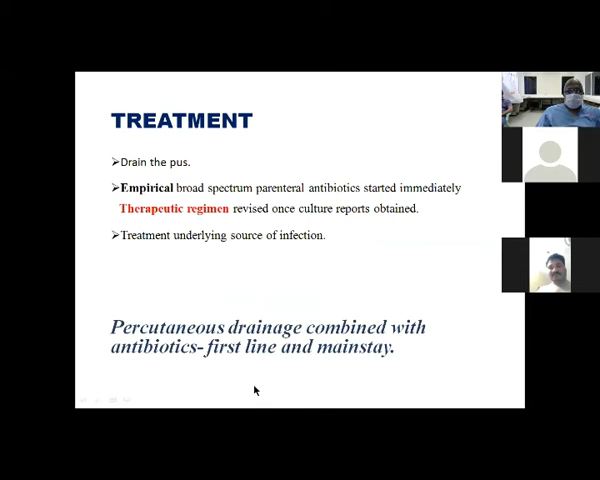 TREATMENT
➢Drain the pus.
➢Empirical broad spectrum parenteral antibiotics started immediately
Therapeutic regimen revised once culture reports obtained.
➢Treatment underlying source of infection.
Percutaneous drainage combined with
antibiotics- first line and mainstay.